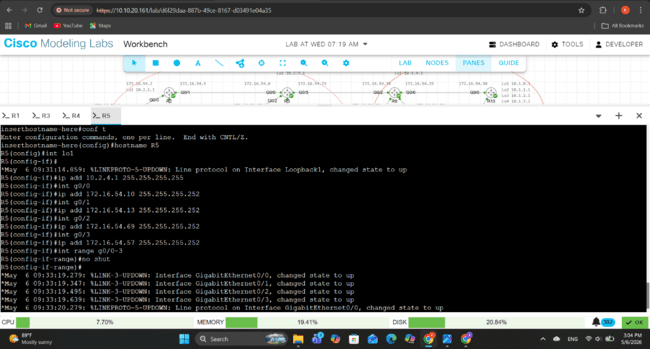 Not secure https://10.10.20.161/lab/d6f29daa-887b-49ce-8167-d03491e04a35
Gmail YouTube Maps All Bookmarks
Cisco Modeling Labs Workbench LAB AT WED 07:19 AM DASHBOARD TOOLS DEVELOPER
LAB NODES PANES GUIDE
R1 R3 R4 R5
inserthostname-here#conf t
Enter configuration commands, one per line. End with CNTL/Z.
inserthostname-here(config)#hostname R5
R5(config)#int lo1
R5(config-if)#
*May 6 09:31:14.659: %LINEPROTO-5-UPDOWN: Line protocol on Interface Loopback1, changed state to up
R5(config-if)#ip add 10.2.4.1 255.255.255.255
R5(config-if)#int g0/0
R5(config-if)#ip add 172.16.54.10 255.255.255.252
R5(config-if)#int g0/1
R5(config-if)#ip add 172.16.54.13 255.255.255.252
R5(config-if)#int g0/2
R5(config-if)#ip add 172.16.54.69 255.255.255.252
R5(config-if)#int g0/3
R5(config-if)#ip add 172.16.54.57 255.255.255.252
R5(config-if)#int range g0/0-3
R5(config-if-range)#no shut
R5(config-if-range)#
*May 6 09:33:19.279: %LINK-3-UPDOWN: Interface GigabitEthernet0/0, changed state to up
*May 6 09:33:19.347: %LINK-3-UPDOWN: Interface GigabitEthernet0/1, changed state to up
*May 6 09:33:19.495: %LINK-3-UPDOWN: Interface GigabitEthernet0/2, changed state to up
*May 6 09:33:19.639: %LINK-3-UPDOWN: Interface GigabitEthernet0/3, changed state to up
*May 6 09:33:20.279: %LINEPROTO-5-UPDOWN: Line protocol on Interface GigabitEthernet0/0, changed state to up
CPU 7.70% MEMORY 19.41% DISK 20.84% OK
89°F
Mostly sunny
Search
ENG
3:04 PM
5/6/2026